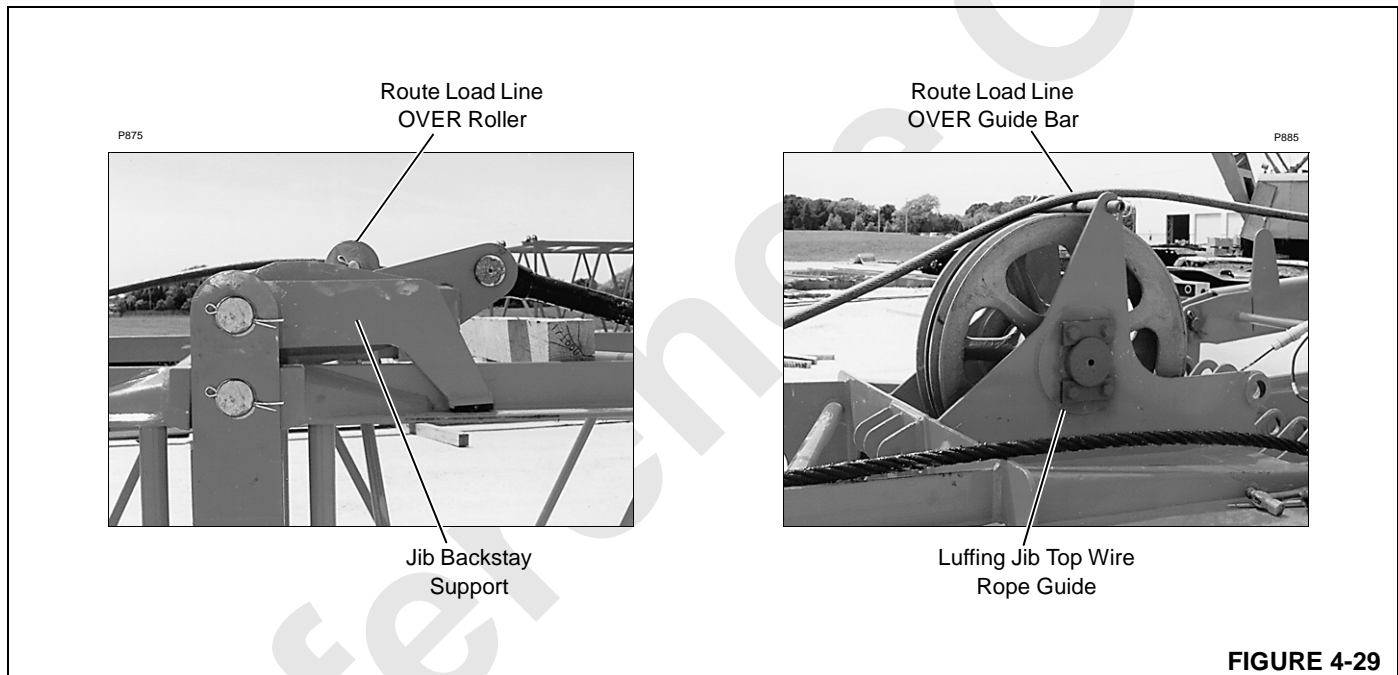 Route Load Line
OVER Roller
P875
Route Load Line
OVER Guide Bar
P885
Jib Backstay
Support
Luffing Jib Top Wire
Rope Guide
FIGURE 4-29